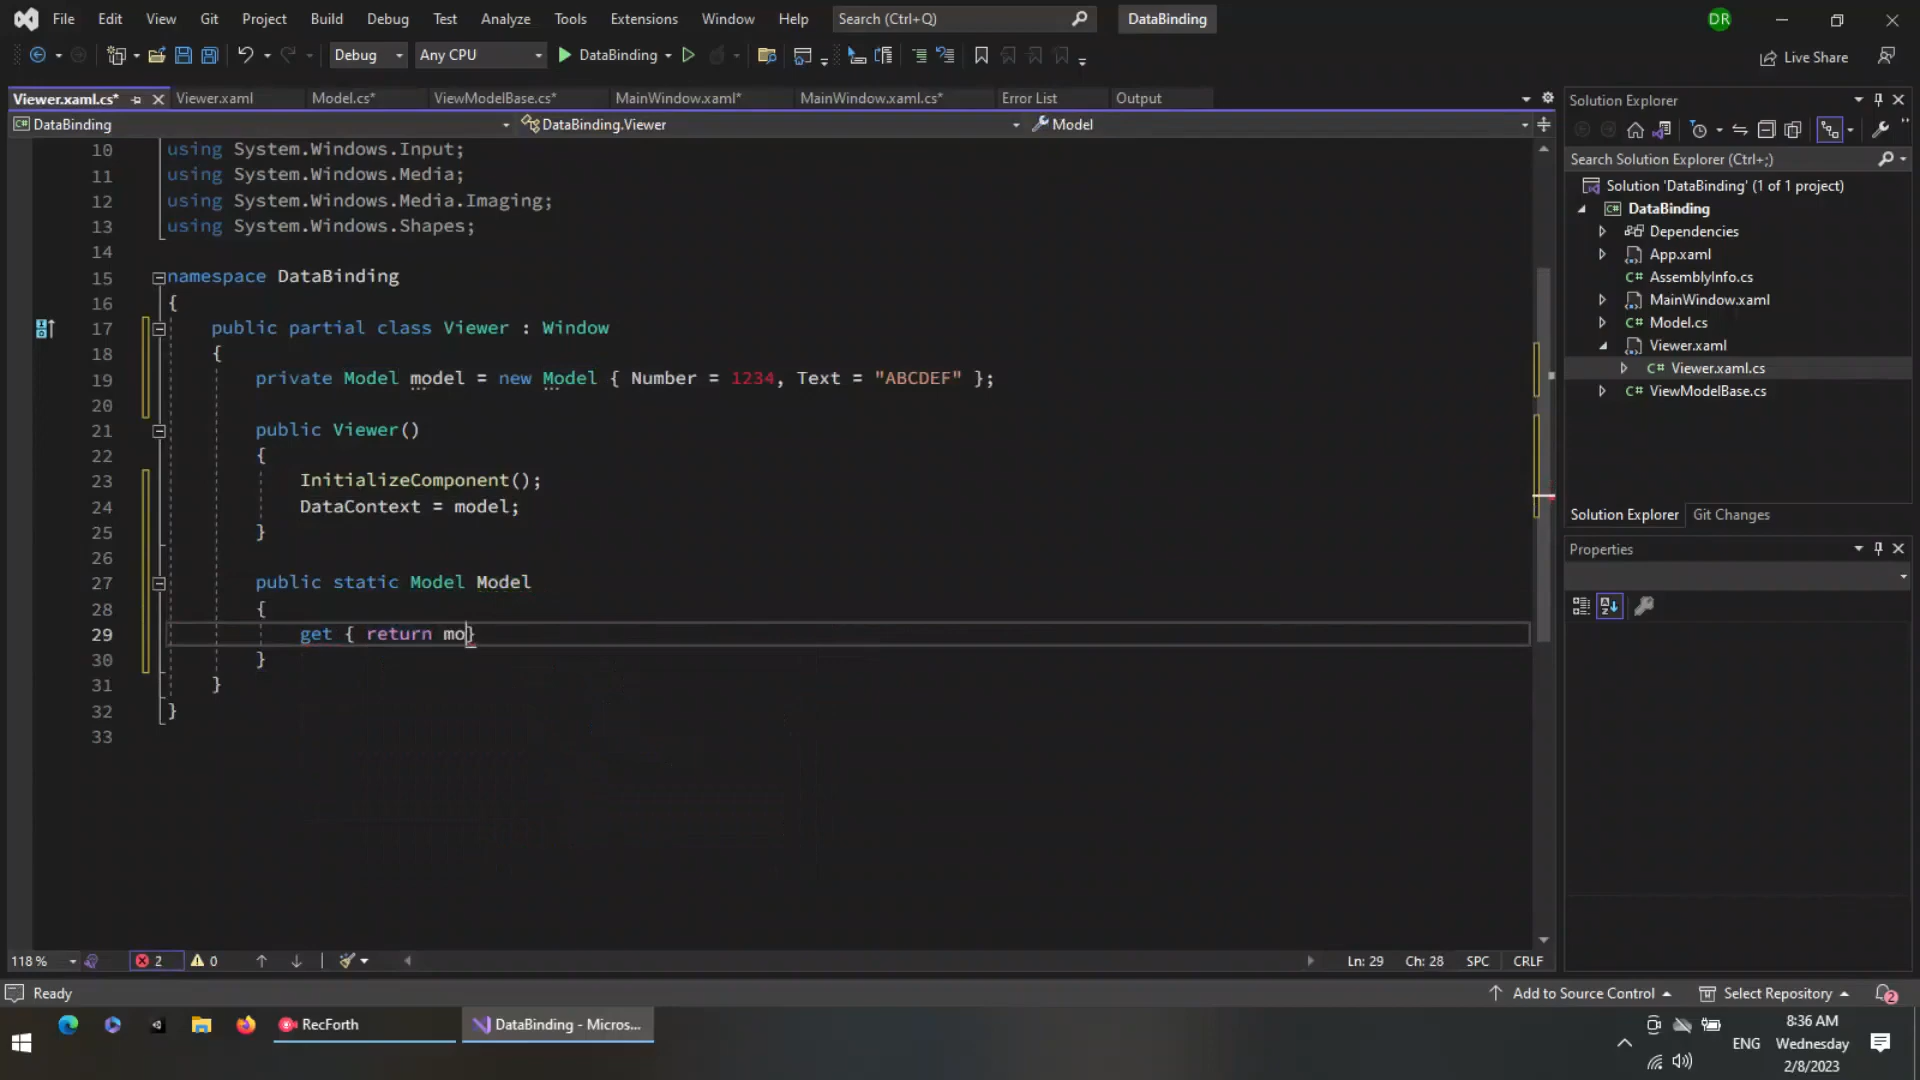 File Edit View Git Project Build Debug Test Analyze Tools Extensions Window Help Search (Ctrl+Q) DataBinding DR
Debug Any CPU DataBinding Live Share
Viewer.xaml.cs* Viewer.xaml Model.cs* ViewModelBase.cs* MainWindow.xaml* MainWindow.xaml.cs* Error List Output
DataBinding DataBinding.Viewer Model
10 using System.Windows.Input;
11 using System.Windows.Media;
12 using System.Windows.Media.Imaging;
13 using System.Windows.Shapes;
14
15 namespace DataBinding
16 {
17 public partial class Viewer : Window
18 {
19 private Model model = new Model { Number = 1234, Text = "ABCDEF" };
20
21 public Viewer()
22 {
23 InitializeComponent();
24 DataContext = model;
25 }
26
27 public static Model Model
28 {
29 get { return mo}
30 }
31 }
32 }
33
Solution Explorer
Search Solution Explorer (Ctrl+;)
Solution 'DataBinding' (1 of 1 project)
DataBinding
Dependencies
App.xaml
C# AssemblyInfo.cs
MainWindow.xaml
C# Model.cs
Viewer.xaml
C# Viewer.xaml.cs
C# ViewModelBase.cs
Solution Explorer Git Changes
Properties
118 % 2 0 Ln: 29 Ch: 28 SPC CRLF
Ready Add to Source Control Select Repository 2
RecForth DataBinding - Micros...
ENG
8:36 AM
Wednesday
2/8/2023